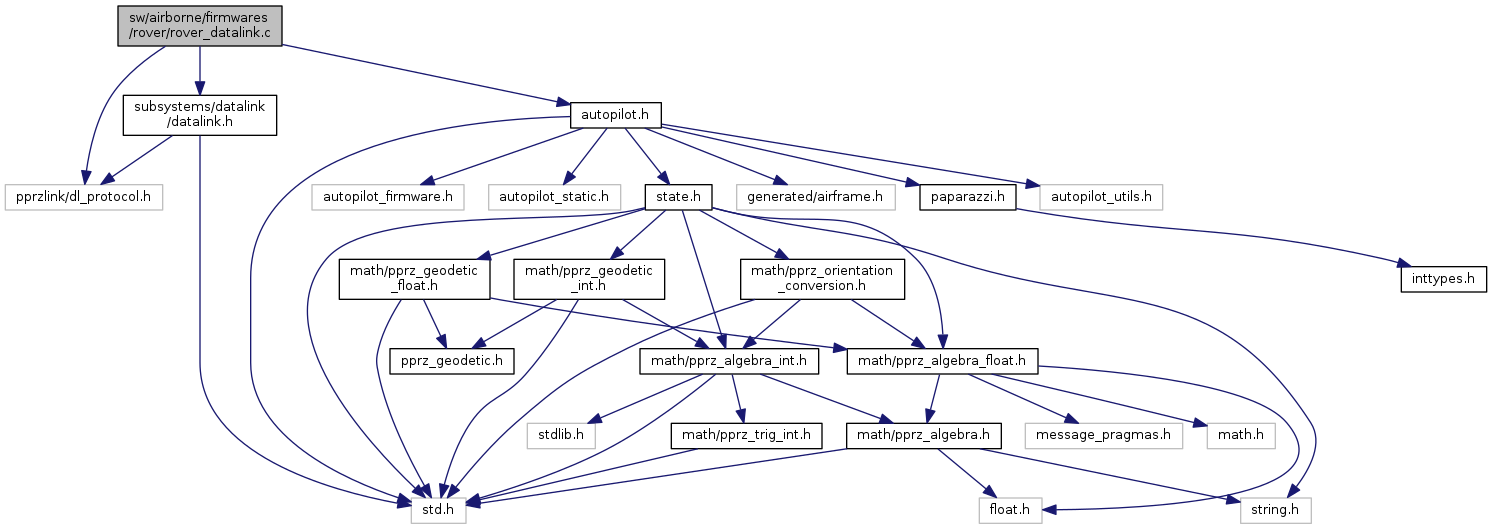 sw/airborne/firmwares
/rover/rover_datalink.c
subsystems/datalink
/datalink.h
autopilot.h
pprzlink/dl_protocol.h
autopilot_firmware.h
autopilot_static.h
state.h
generated/airframe.h
paparazzi.h
autopilot_utils.h
math/pprz_geodetic
_float.h
math/pprz_geodetic
_int.h
math/pprz_orientation
_conversion.h
inttypes.h
pprz_geodetic.h
math/pprz_algebra_int.h
math/pprz_algebra_float.h
stdlib.h
math/pprz_trig_int.h
math/pprz_algebra.h
message_pragmas.h
math.h
std.h
float.h
string.h